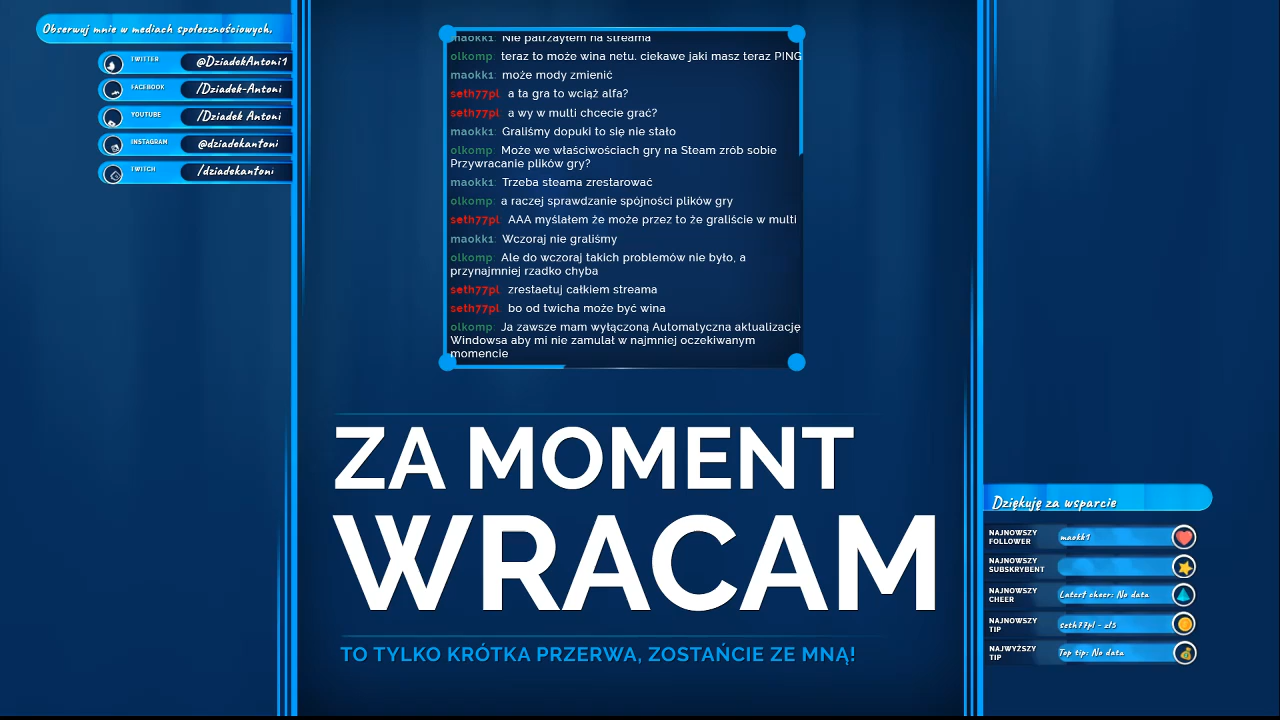 Obserwuj mnie w mediach społecznościowych.
TWITTER @DziadekAntoni1
FACEBOOK /Dziadek-Antoni
YOUTUBE /Dziadek Antoni
INSTAGRAM @dziadekantoni
TWITCH /dziadekantoni
maokk1: Nie patrzyłem na streama
olkomp: teraz to może wina netu. ciekawe jaki masz teraz PING
maokk1: może mody zmienić
seth77pl: a ta gra to wciąż alfa?
seth77pl: a wy w multi chcecie grać?
maokk1: Graliśmy dopuki to się nie stało
olkomp: Może we właściwościach gry na Steam zrób sobie
Przywracanie plików gry?
maokk1: Trzeba steama zrestarować
olkomp: a raczej sprawdzanie spójności plików gry
seth77pl: AAA myślałem że może przez to że graliście w multi
maokk1: Wczoraj nie graliśmy
olkomp: Ale do wczoraj takich problemów nie było, a
przynajmniej rzadko chyba
seth77pl: zrestaetuj całkiem streama
seth77pl: bo od twicha może być wina
olkomp: Ja zawsze mam wyłączoną Automatyczna aktualizację
Windowsa aby mi nie zamulał w najmniej oczekiwanym
momencie
ZA MOMENT
WRACAM
TO TYLKO KRÓTKA PRZERWA, ZOSTAŃCIE ZE MNĄ!
Dziękuję za wsparcie
NAJNOWSZY
FOLLOWER
maokk1
NAJNOWSZY
SUBSKRYBENT
NAJNOWSZY
CHEER
Latest cheer: No data
NAJNOWSZY
TIP
seth77pl - zł5
NAJWYŻSZY
TIP
Top tip: No data